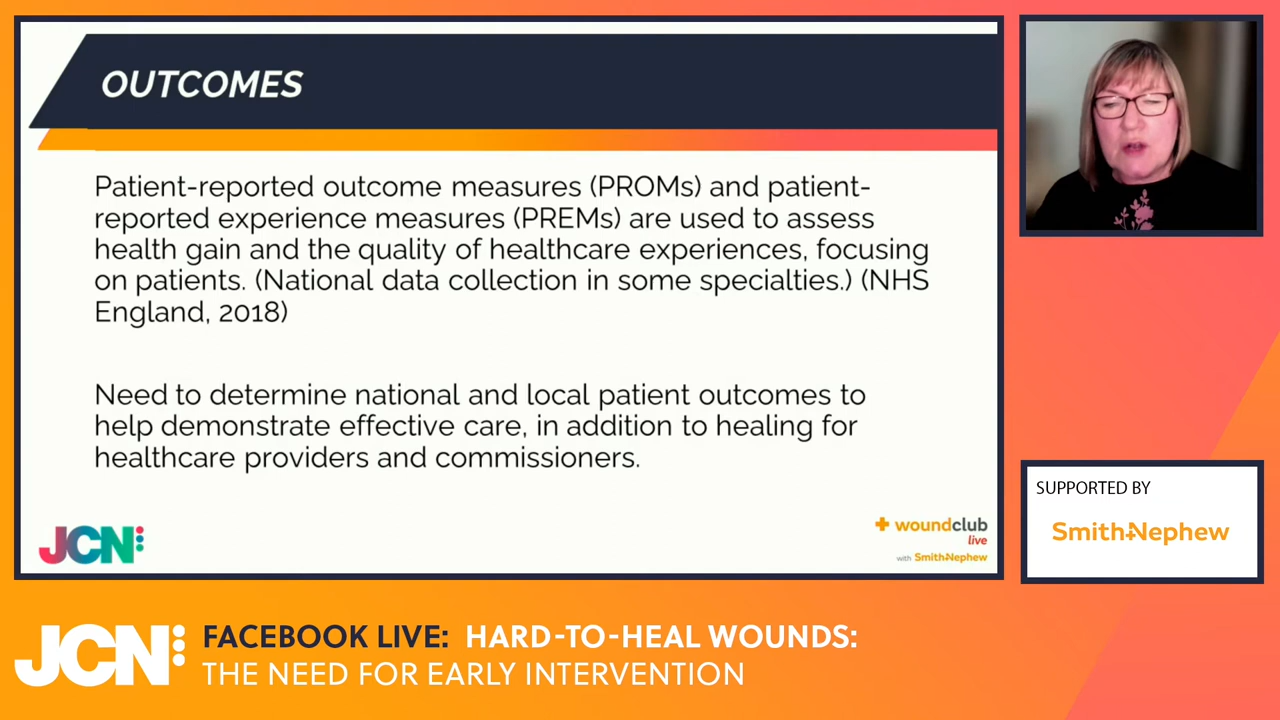 OUTCOMES
Patient-reported outcome measures (PROMs) and patient-
reported experience measures (PREMs) are used to assess
health gain and the quality of healthcare experiences, focusing
on patients. (National data collection in some specialties.) (NHS
England, 2018)
Need to determine national and local patient outcomes to
help demonstrate effective care, in addition to healing for
healthcare providers and commissioners.
JCN
woundclub
live
with Smith+Nephew
SUPPORTED BY
Smith+Nephew
JCN
FACEBOOK LIVE: HARD-TO-HEAL WOUNDS:
THE NEED FOR EARLY INTERVENTION